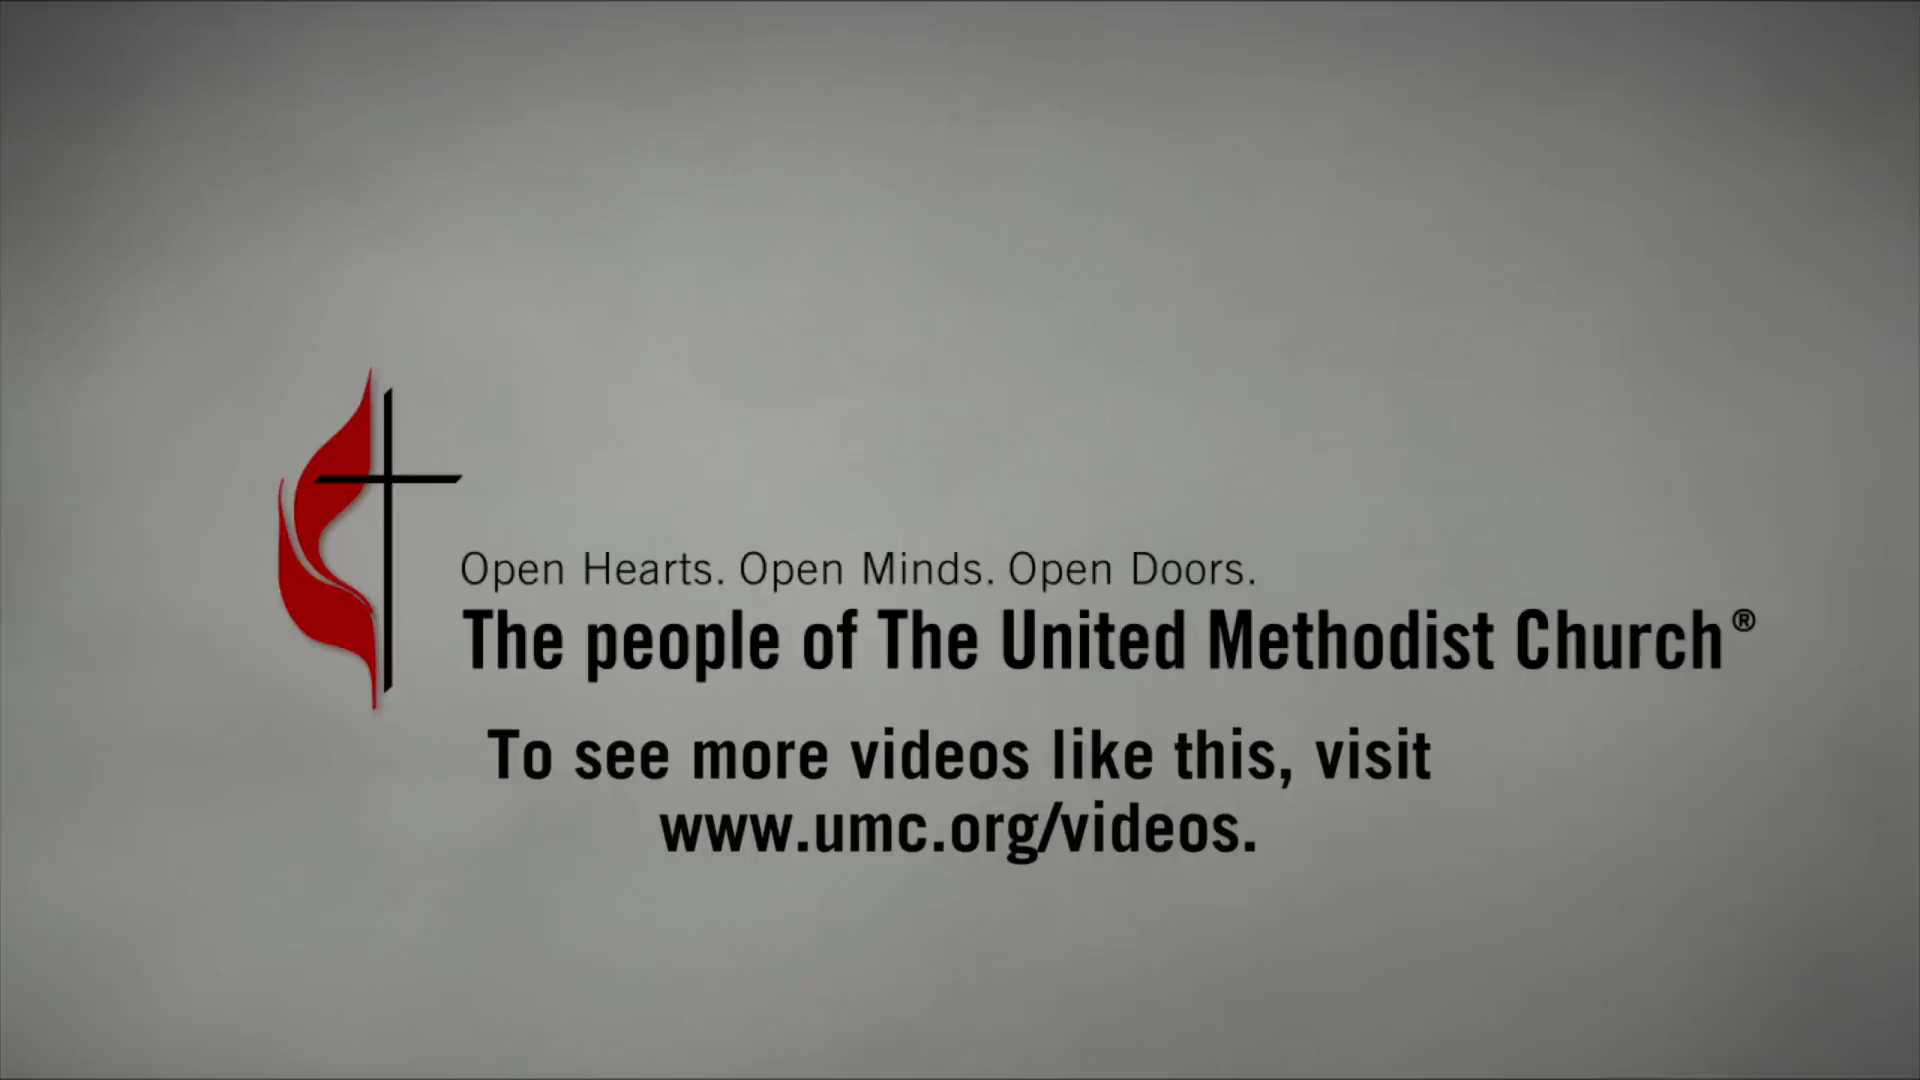 Open Hearts. Open Minds. Open Doors.
The people of The United Methodist Church®
To see more videos like this, visit
www.umc.org/videos.